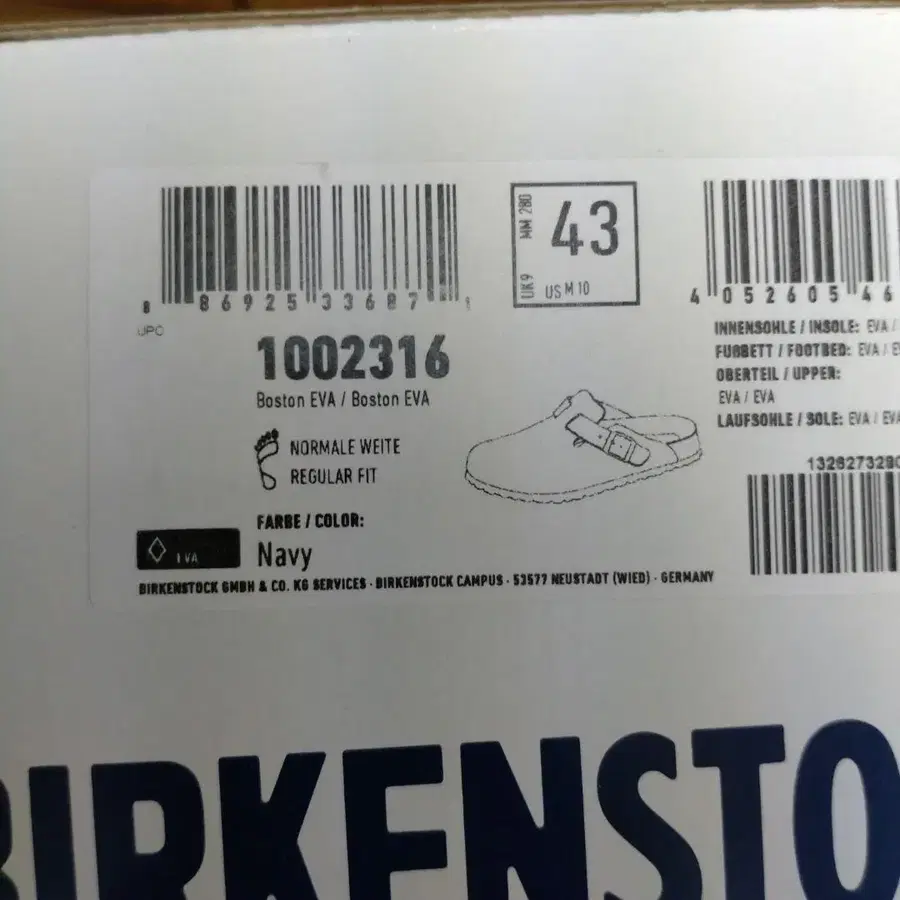 8 86925 33687 1
UPC
MM 280
UK 9
43
US M 10
4 052605 46
1002316
Boston EVA / Boston EVA
NORMALE WEITE
REGULAR FIT
INNENSOHLE / INSOLE: EVA /
FUßBETT / FOOTBED: EVA /
OBERTEIL / UPPER:
EVA / EVA
LAUFSOHLE / SOLE: EVA / EVA
132827328
FARBE / COLOR:
Navy
EVA
BIRKENSTOCK GMBH & CO. KG SERVICES · BIRKENSTOCK CAMPUS · 53577 NEUSTADT (WIED) · GERMANY
BIRKENSTO